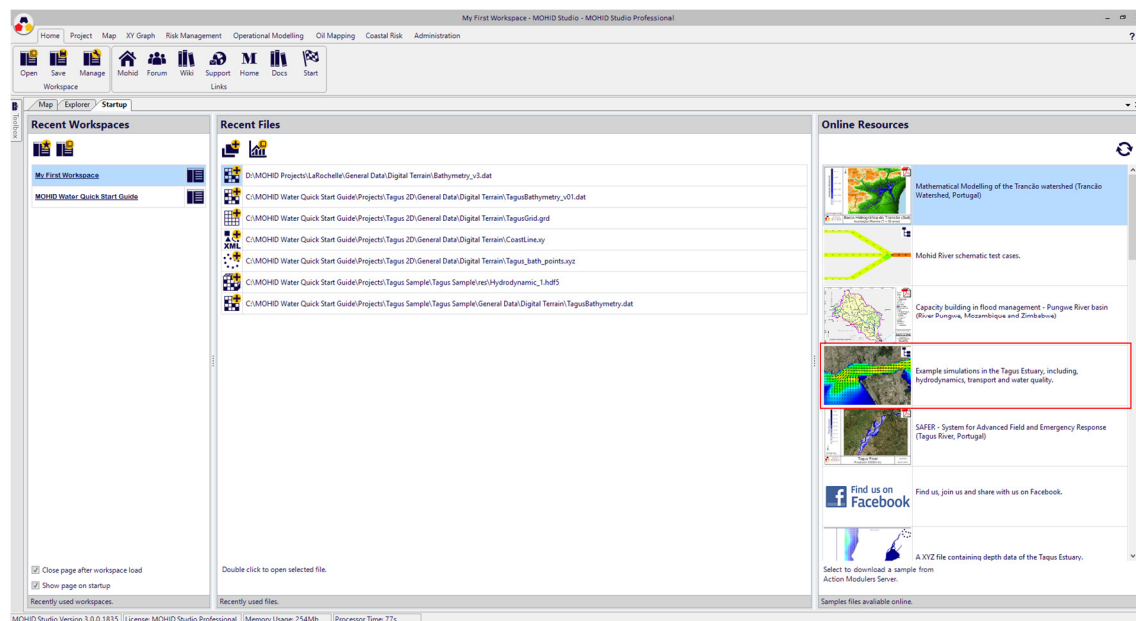 My First Workspace - MOHID Studio - MOHID Studio Professional
Home Project Map XY Graph Risk Management Operational Modelling Oil Mapping Coastal Risk Administration
?
Open Save Manage Mohid Forum Wiki Support Home Docs Start
Workspace Links
Toolbox
Map Explorer Startup
Recent Workspaces
My First Workspace
MOHID Water Quick Start Guide
Close page after workspace load
Show page on startup
Recently used workspaces.
Recent Files
D:\MOHID Projects\LaRochelle\General Data\Digital Terrain\Bathymetry_v3.dat
C:\MOHID Water Quick Start Guide\Projects\Tagus 2D\General Data\Digital Terrain\TagusBathymetry_v01.dat
C:\MOHID Water Quick Start Guide\Projects\Tagus 2D\General Data\Digital Terrain\TagusGrid.grd
XML
C:\MOHID Water Quick Start Guide\Projects\Tagus 2D\General Data\Digital Terrain\CoastLine.xy
C:\MOHID Water Quick Start Guide\Projects\Tagus 2D\General Data\Digital Terrain\Tagus_bath_points.xyz
C:\MOHID Water Quick Start Guide\Projects\Tagus Sample\Tagus Sample\res\Hydrodynamic_1.hdf5
C:\MOHID Water Quick Start Guide\Projects\Tagus Sample\Tagus Sample\General Data\Digital Terrain\TagusBathymetry.dat
Double click to open selected file.
Recently used files.
Online Resources
Mathematical Modelling of the Trancão watershed (Trancão
Watershed, Portugal)
Mohid River schematic test cases.
Capacity building in flood management - Pungwe River basin
(River Pungwe, Mozambique and Zimbabwe)
Example simulations in the Tagus Estuary, including,
hydrodynamics, transport and water quality.
SAFER - System for Advanced Field and Emergency Response
(Tagus River, Portugal)
Tagus River
Find us on
Facebook
Find us, join us and share with us on Facebook.
A XYZ file containing depth data of the Tagus Estuary.
Select to download a sample from
Action Modulers Server.
Samples files avaliable online.
MOHID Studio Version 3.0.0.1835 License: MOHID Studio Professional Memory Usage: 254Mb Processor Time: 77s